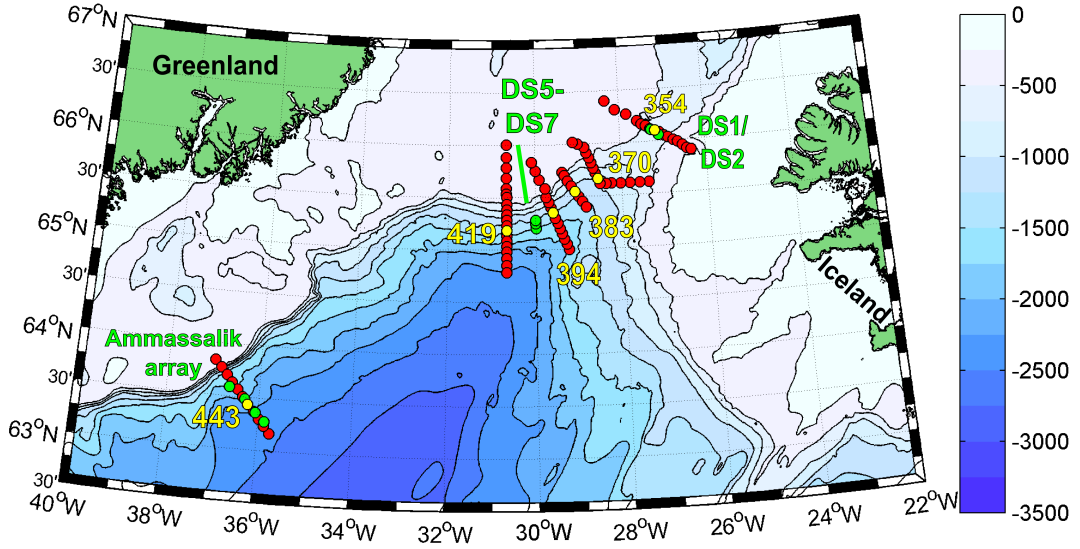 67°N
30'
66°N
30'
65°N
30'
64°N
30'
63°N
30'
40°W
38°W
36°W
34°W
32°W
30°W
28°W
26°W
24°W
22°W
Greenland
DS5-
DS7
354
DS1/
DS2
370
383
394
419
Iceland
Ammassalik
array
443
0
-500
-1000
-1500
-2000
-2500
-3000
-3500